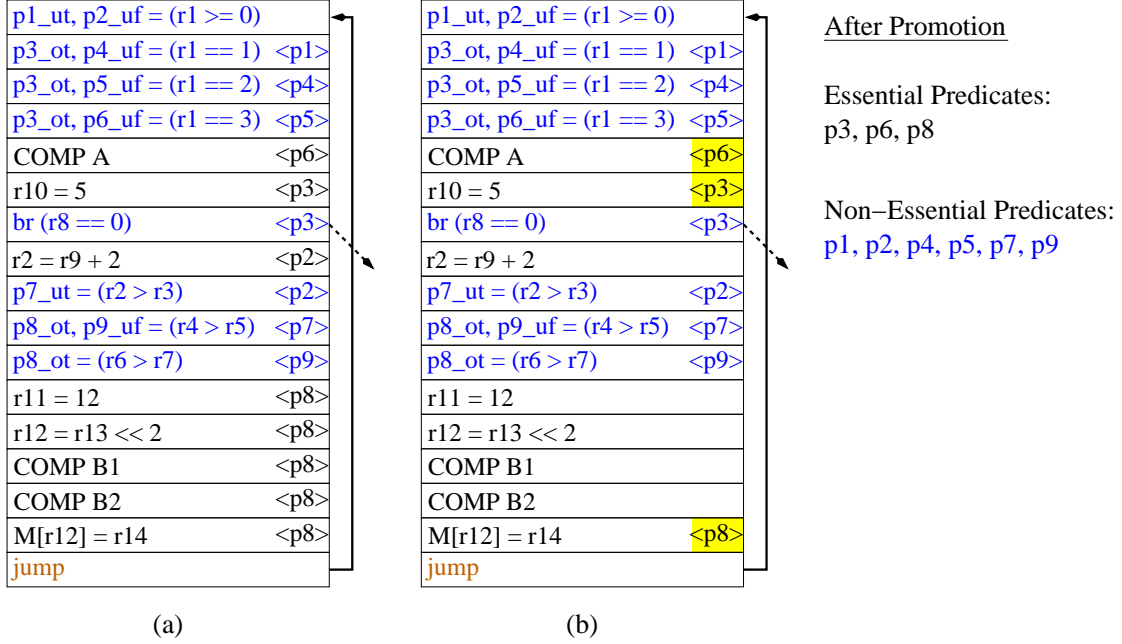 p1_ut, p2_uf = (r1 >= 0)
p3_ot, p4_uf = (r1 == 1) <p1>
p3_ot, p5_uf = (r1 == 2) <p4>
p3_ot, p6_uf = (r1 == 3) <p5>
COMP A <p6>
r10 = 5 <p3>
br (r8 == 0) <p3>
r2 = r9 + 2 <p2>
p7_ut = (r2 > r3) <p2>
p8_ot, p9_uf = (r4 > r5) <p7>
p8_ot = (r6 > r7) <p9>
r11 = 12 <p8>
r12 = r13 << 2 <p8>
COMP B1 <p8>
COMP B2 <p8>
M[r12] = r14 <p8>
jump
(a)
p1_ut, p2_uf = (r1 >= 0)
p3_ot, p4_uf = (r1 == 1) <p1>
p3_ot, p5_uf = (r1 == 2) <p4>
p3_ot, p6_uf = (r1 == 3) <p5>
COMP A <p6>
r10 = 5 <p3>
br (r8 == 0) <p3>
r2 = r9 + 2
p7_ut = (r2 > r3) <p2>
p8_ot, p9_uf = (r4 > r5) <p7>
p8_ot = (r6 > r7) <p9>
r11 = 12
r12 = r13 << 2
COMP B1
COMP B2
M[r12] = r14 <p8>
jump
(b)
After Promotion
Essential Predicates:
p3, p6, p8
Non−Essential Predicates:
p1, p2, p4, p5, p7, p9